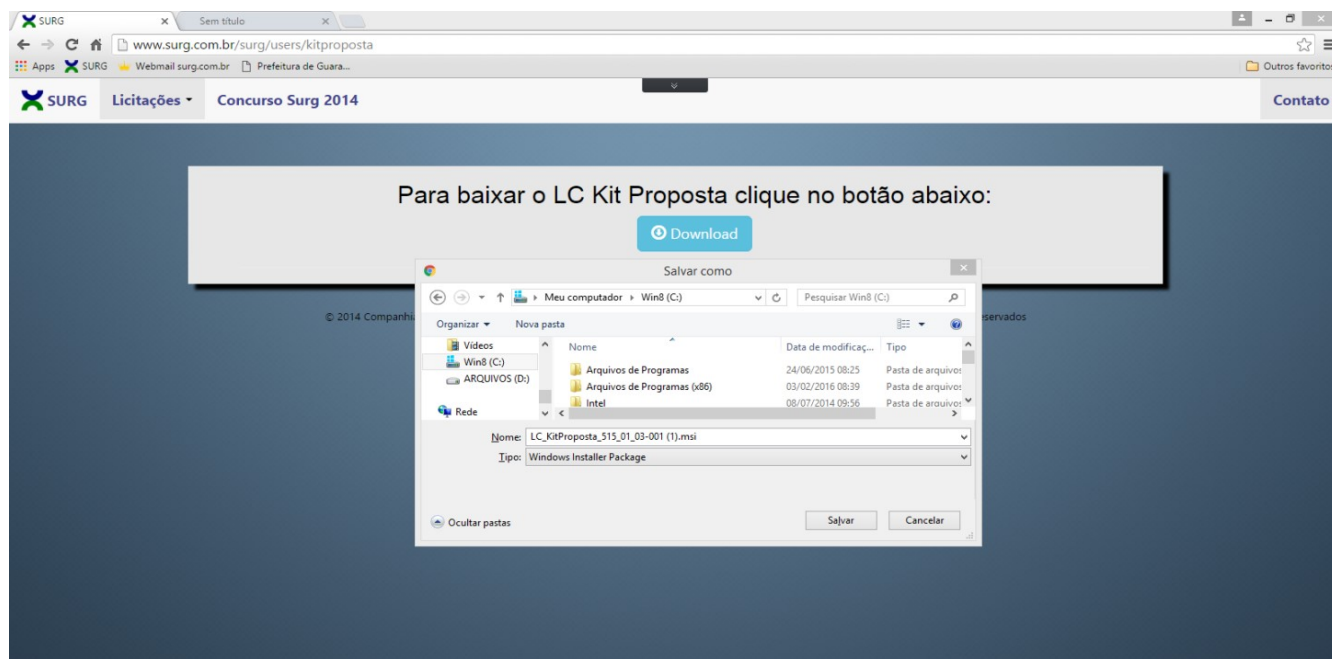 SURG
Sem título
www.surg.com.br/surg/users/kitproposta
Apps SURG Webmail surg.com.br Prefeitura de Guara... Outros favoritos
SURG Licitações Concurso Surg 2014 Contato
Para baixar o LC Kit Proposta clique no botão abaixo:
Download
Salvar como
Meu computador Win8 (C:) Pesquisar Win8 (C:)
© 2014 Companhi
servados
Organizar Nova pasta
Vídeos
Win8 (C:)
ARQUIVOS (D:)
Rede
Nome Data de modificaç... Tipo
Arquivos de Programas 24/06/2015 08:25 Pasta de arquivos
Arquivos de Programas (x86) 03/02/2016 08:39 Pasta de arquivos
Intel 08/07/2014 09:56 Pasta de arquivos
Nome: LC_KitProposta_515_01_03-001 (1).msi
Tipo: Windows Installer Package
Ocultar pastas Salvar Cancelar